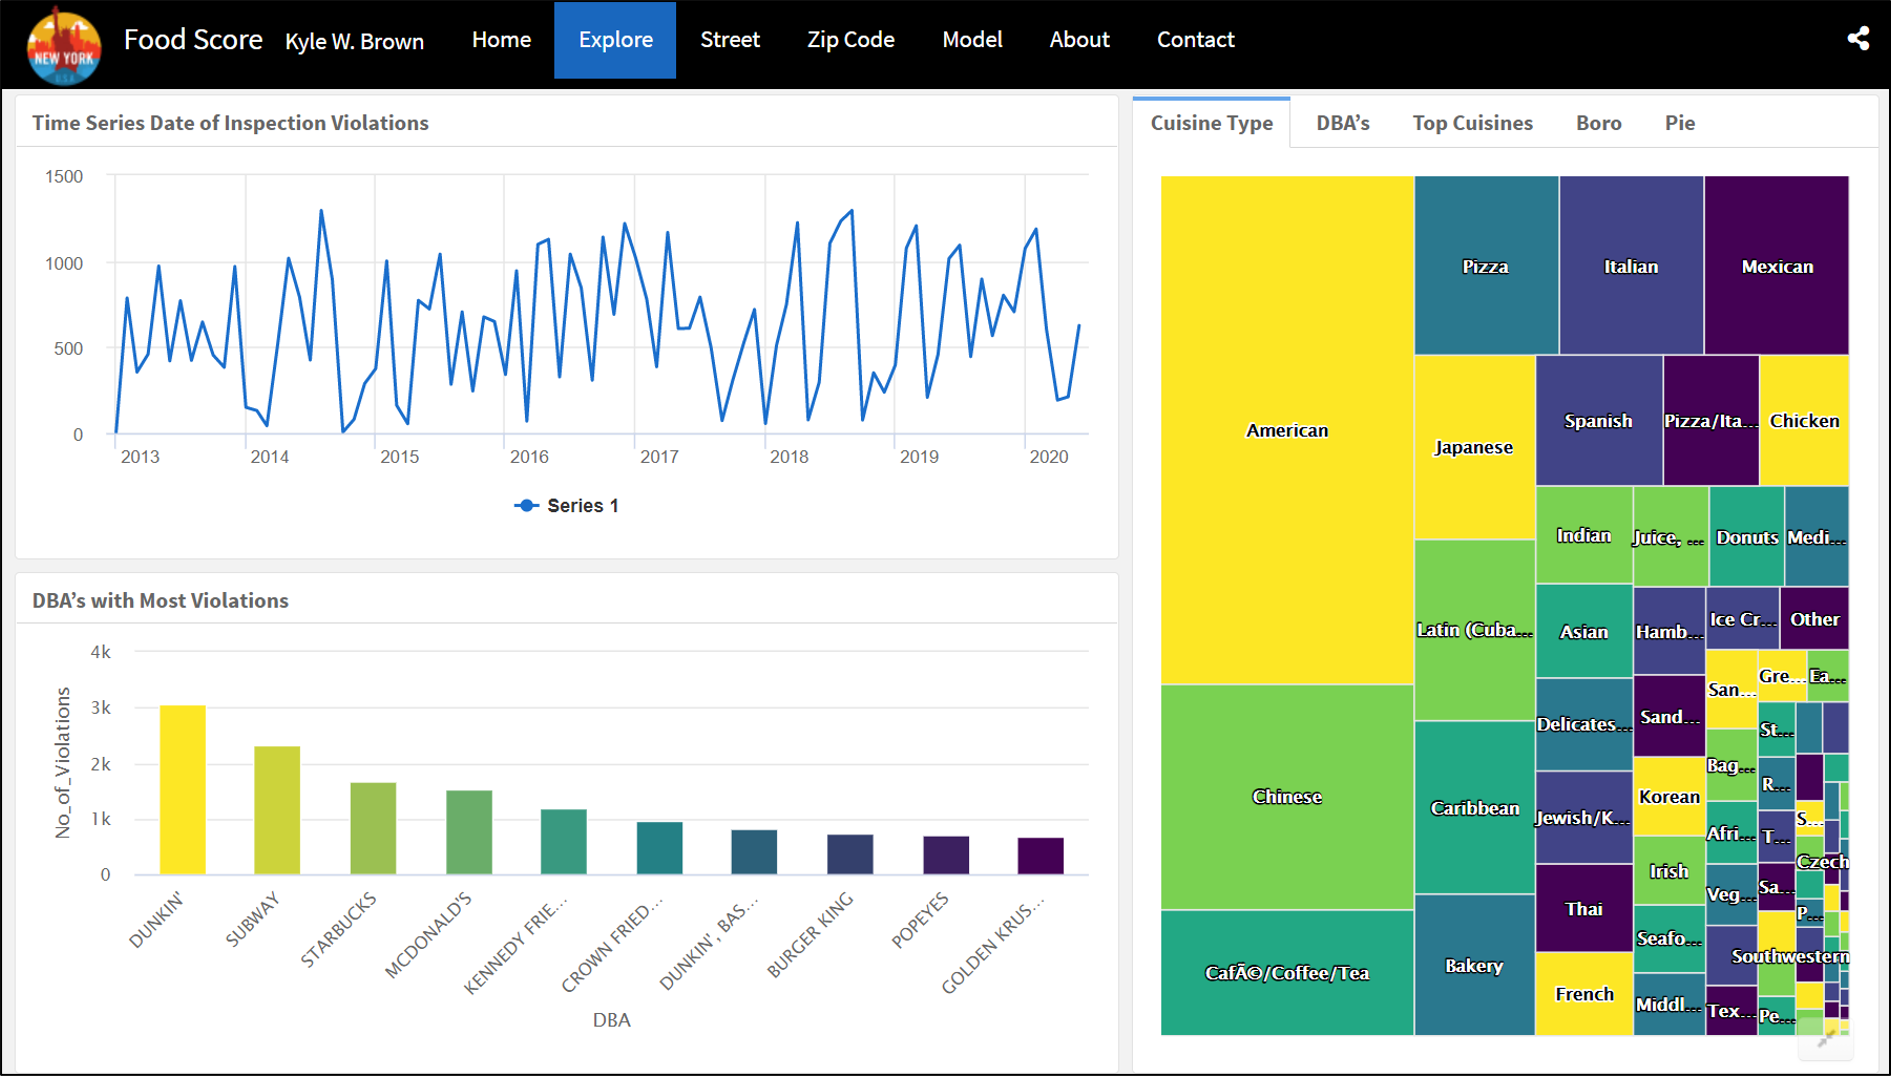 NEW YORK
U.S.A
Food Score
Kyle W. Brown
Home
Explore
Street
Zip Code
Model
About
Contact
Time Series Date of Inspection Violations
1500
1000
500
0
2013
2014
2015
2016
2017
2018
2019
2020
Series 1
DBA’s with Most Violations
No_of_Violations
4k
3k
2k
1k
0
DUNKIN'
SUBWAY
STARBUCKS
MCDONALD'S
KENNEDY FRIE...
CROWN FRIED...
DUNKIN', BAS...
BURGER KING
POPEYES
GOLDEN KRUS...
DBA
Cuisine Type
DBA’s
Top Cuisines
Boro
Pie
American
Chinese
CafÃ©/Coffee/Tea
Pizza
Italian
Mexican
Japanese
Latin (Cuba...
Caribbean
Bakery
Spanish
Pizza/Ita...
Chicken
Indian
Juice, ...
Donuts
Medi...
Asian
Hamb...
Ice Cr...
Other
Delicates...
Sand...
San...
Gre...
Ea...
St...
Jewish/K...
Korean
Bag...
R...
S...
Thai
Irish
Afri...
T...
Czech
French
Seafo...
Veg...
Sa...
P...
Southwestern
Middl...
Tex...
Pe...